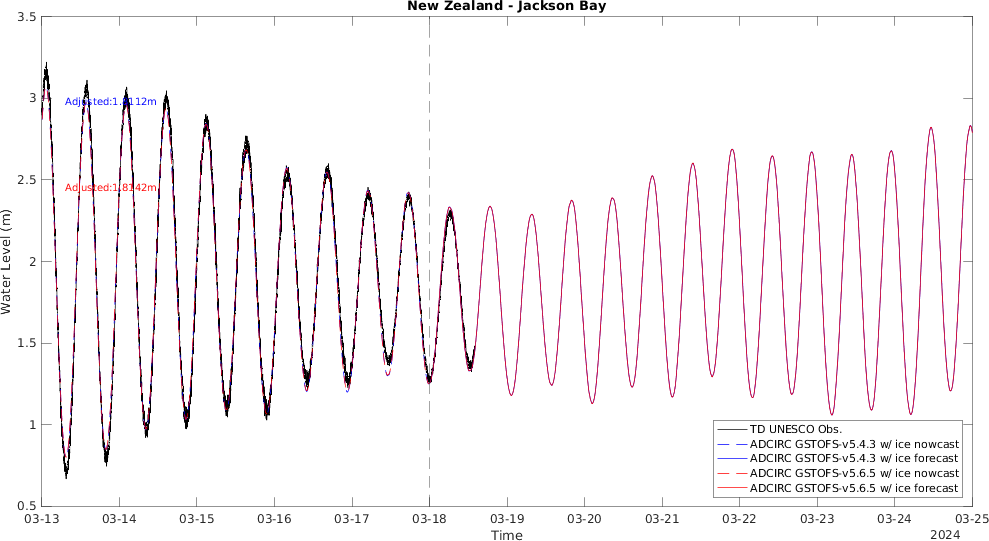 New Zealand - Jackson Bay
Water Level (m)
3.5
3
2.5
2
1.5
1
0.5
Adjusted:1.8142m
03-13
03-14
03-15
03-16
03-17
03-18
03-19
03-20
03-21
03-22
03-23
03-24
03-25
Time
2024
TD UNESCO Obs.
ADCIRC GSTOFS-v5.4.3 w/ ice nowcast
ADCIRC GSTOFS-v5.4.3 w/ ice forecast
ADCIRC GSTOFS-v5.6.5 w/ ice nowcast
ADCIRC GSTOFS-v5.6.5 w/ ice forecast